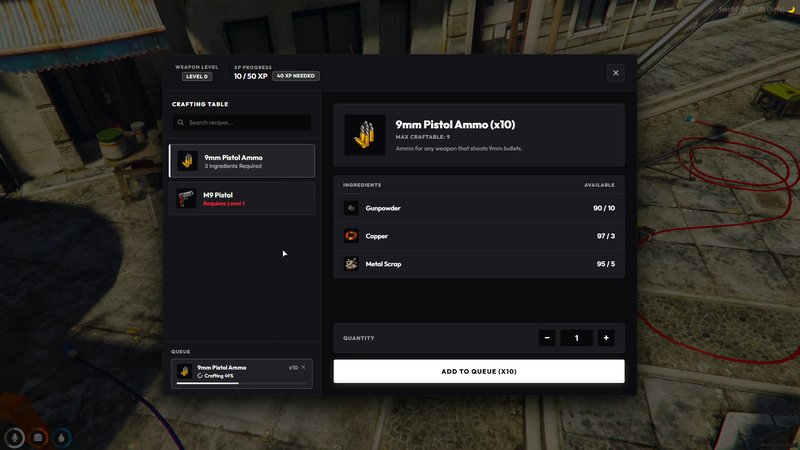 WEAPON LEVEL
LEVEL 0
XP PROGRESS
10 / 50 XP
40 XP NEEDED
CRAFTING TABLE
Search recipes...
9mm Pistol Ammo
3 Ingredients Required
M9 Pistol
Requires Level 1
QUEUE
9mm Pistol Ammo
x10
Crafting 49%
9mm Pistol Ammo (x10)
MAX CRAFTABLE: 9
Ammo for any weapon that shoots 9mm bullets.
INGREDIENTS
AVAILABLE
Gunpowder
90 / 10
Copper
97 / 3
Metal Scrap
95 / 5
QUANTITY
1
ADD TO QUEUE (X10)